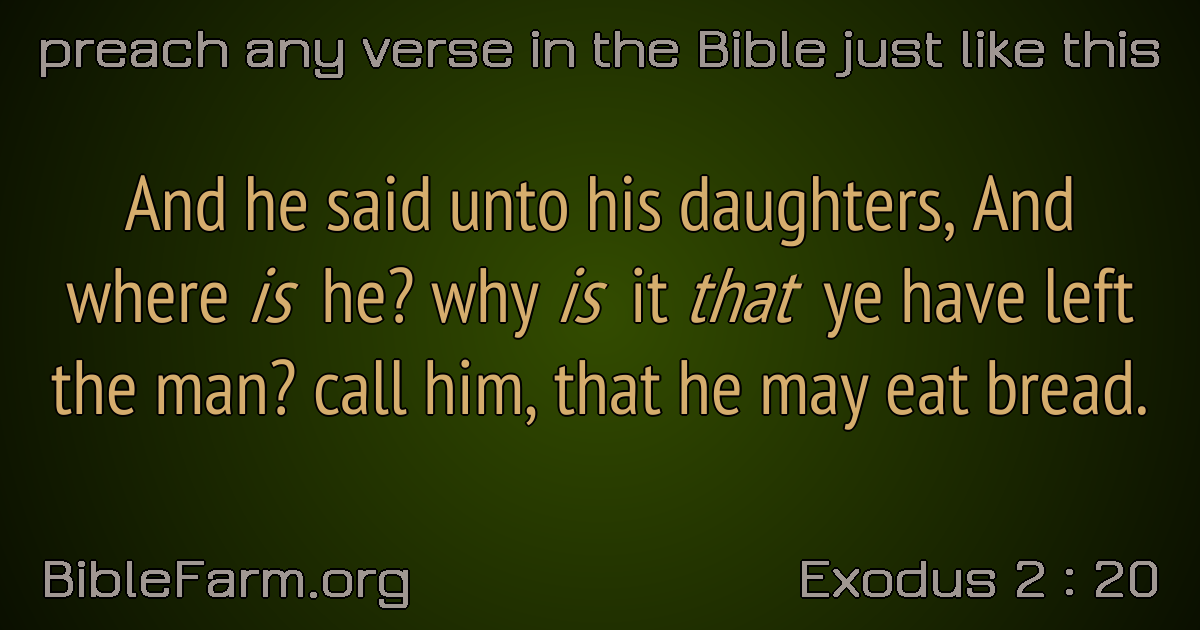 preach any verse in the Bible just like this
And he said unto his daughters, And
where is he? why is it that ye have left
the man? call him, that he may eat bread.
BibleFarm.org
Exodus 2 : 20